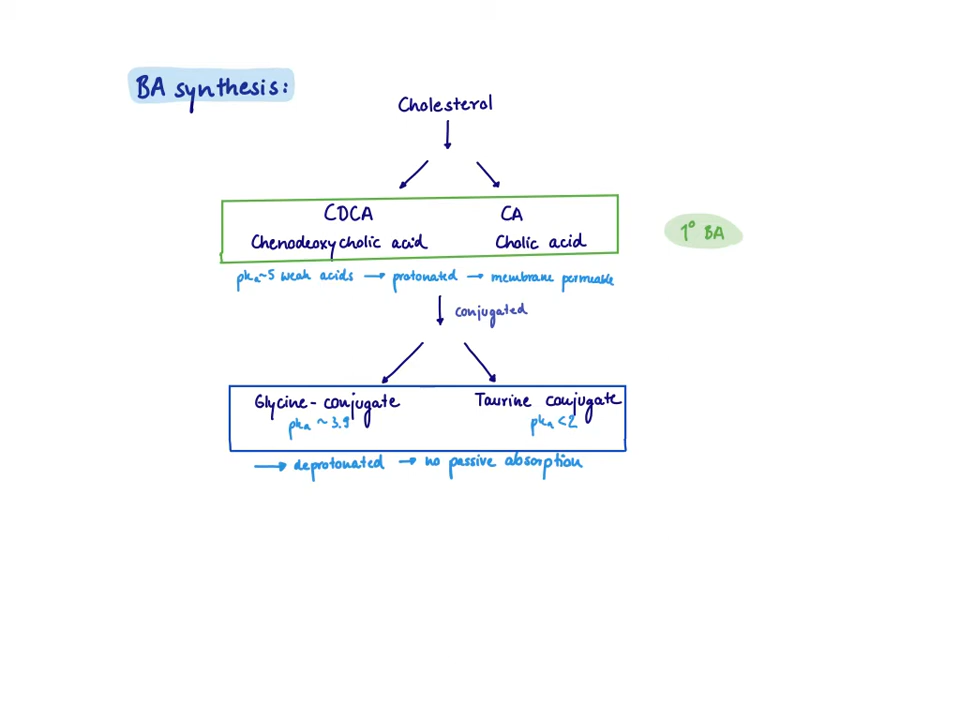 BA synthesis:
Cholesterol
CDCA CA
Chenodeoxycholic acid Cholic acid
1° BA
pka~5 weak acids → protonated → membrane permeable
conjugated
Glycine-conjugate Taurine conjugate
pka ~ 3.9 pka <2
→ deprotonated → no passive absorption